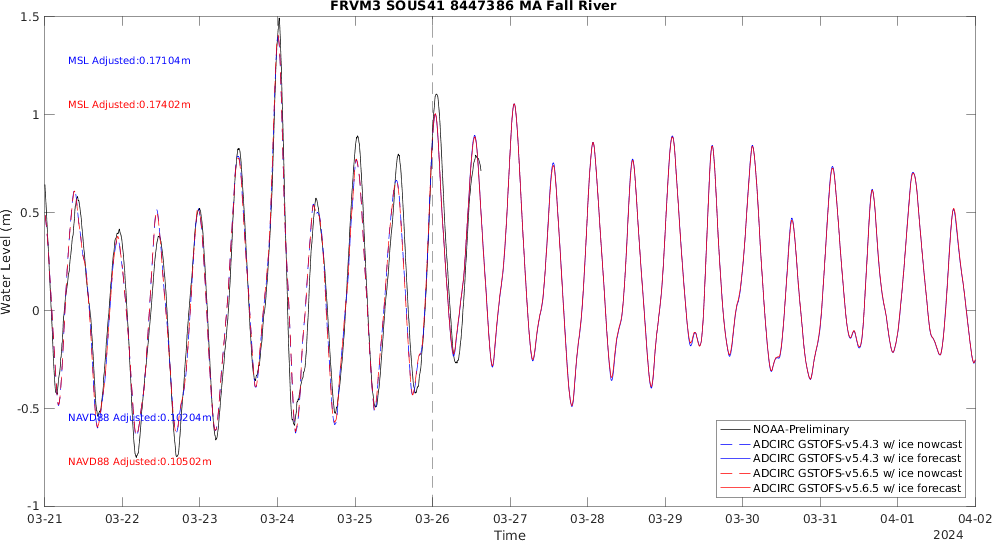 FRVM3 SOUS41 8447386 MA Fall River
1.5
1
0.5
0
-0.5
-1
Water Level (m)
MSL Adjusted:0.17104m
MSL Adjusted:0.17402m
NAVD88 Adjusted:0.10204m
NAVD88 Adjusted:0.10502m
NOAA-Preliminary
ADCIRC GSTOFS-v5.4.3 w/ ice nowcast
ADCIRC GSTOFS-v5.4.3 w/ ice forecast
ADCIRC GSTOFS-v5.6.5 w/ ice nowcast
ADCIRC GSTOFS-v5.6.5 w/ ice forecast
03-21 03-22 03-23 03-24 03-25 03-26 03-27 03-28 03-29 03-30 03-31 04-01 04-02
Time
2024